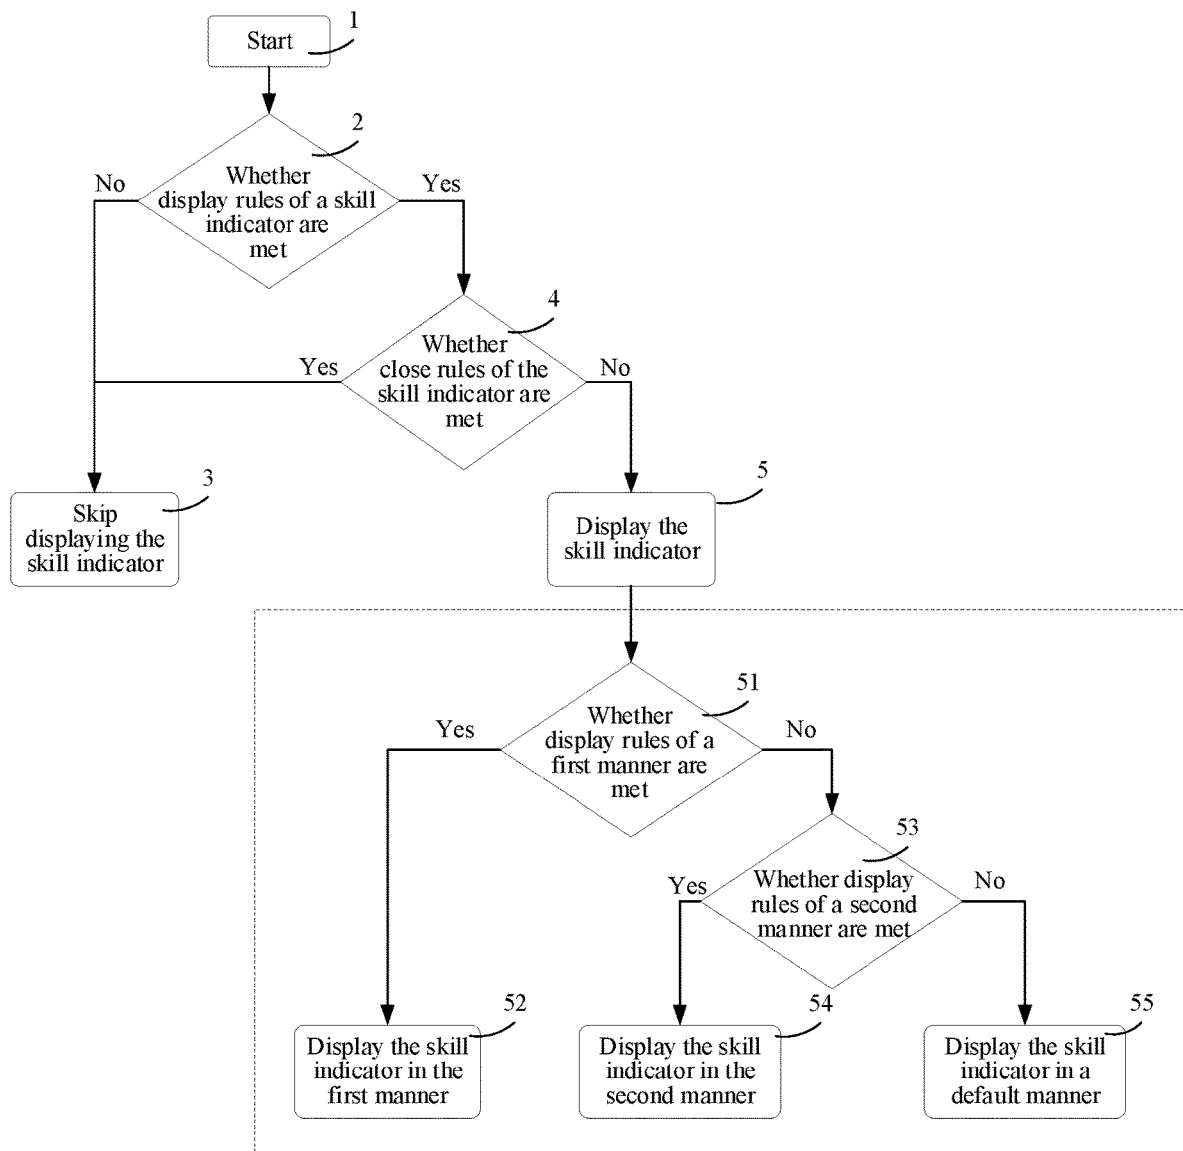 1
Start
2
Whether
display rules of a skill
indicator are
met
No
Yes
4
Whether
close rules of the
skill indicator are
met
Yes
No
3
Skip
displaying the
skill indicator
5
Display the
skill indicator
51
Whether
display rules of a
first manner are
met
Yes
No
53
Whether display
rules of a second
manner are met
Yes
No
52
Display the skill
indicator in the
first manner
54
Display the skill
indicator in the
second manner
55
Display the skill
indicator in a
default manner